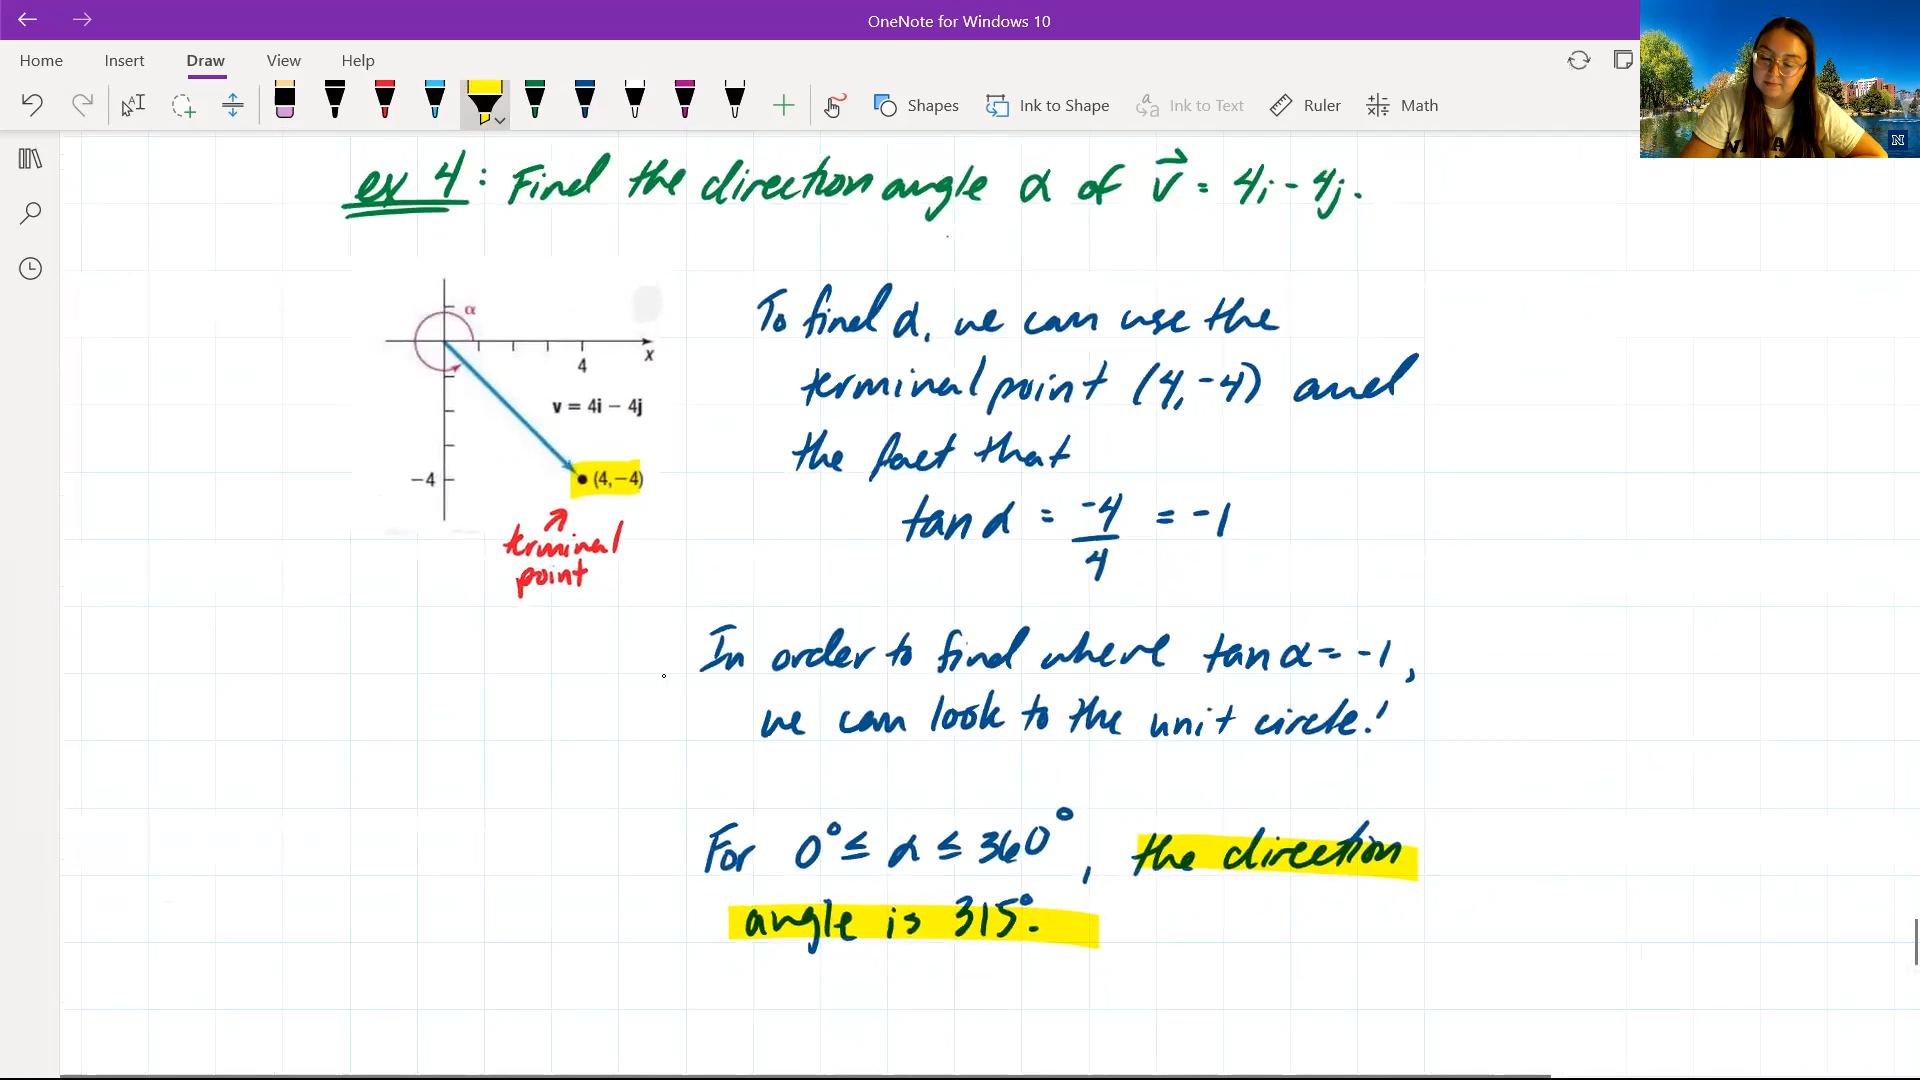 OneNote for Windows 10
Home Insert Draw View Help
Shapes Ink to Shape Ink to Text Ruler Math
N
ex 4: Find the direction angle α of v⃗ = 4i - 4j.
α
x
4
v = 4i − 4j
−4
(4,−4)
terminal
point
To find α, we can use the
terminal point (4,-4) and
the fact that
tan α = -4/4 = -1
In order to find where tan α = -1,
we can look to the unit circle!
For 0° ≤ α ≤ 360°, the direction
angle is 315°.